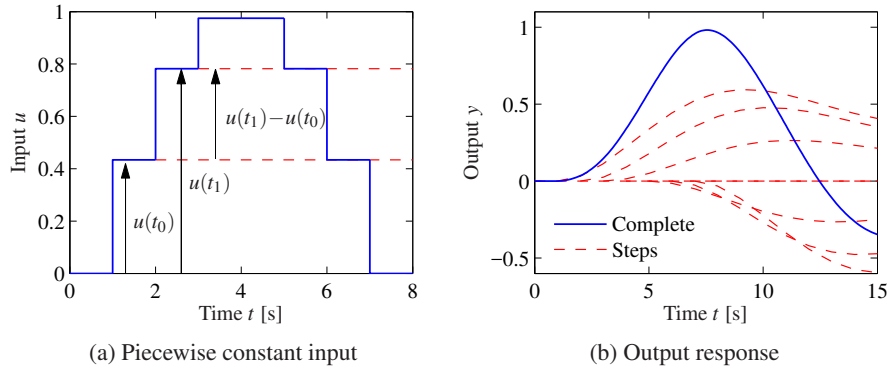 1
0.8
0.6
0.4
0.2
0
Input u
u(t0)
u(t1)
u(t1)−u(t0)
0 2 4 6 8
Time t [s]
(a) Piecewise constant input
1
0.5
0
−0.5
Output y
Complete
Steps
0 5 10 15
Time t [s]
(b) Output response